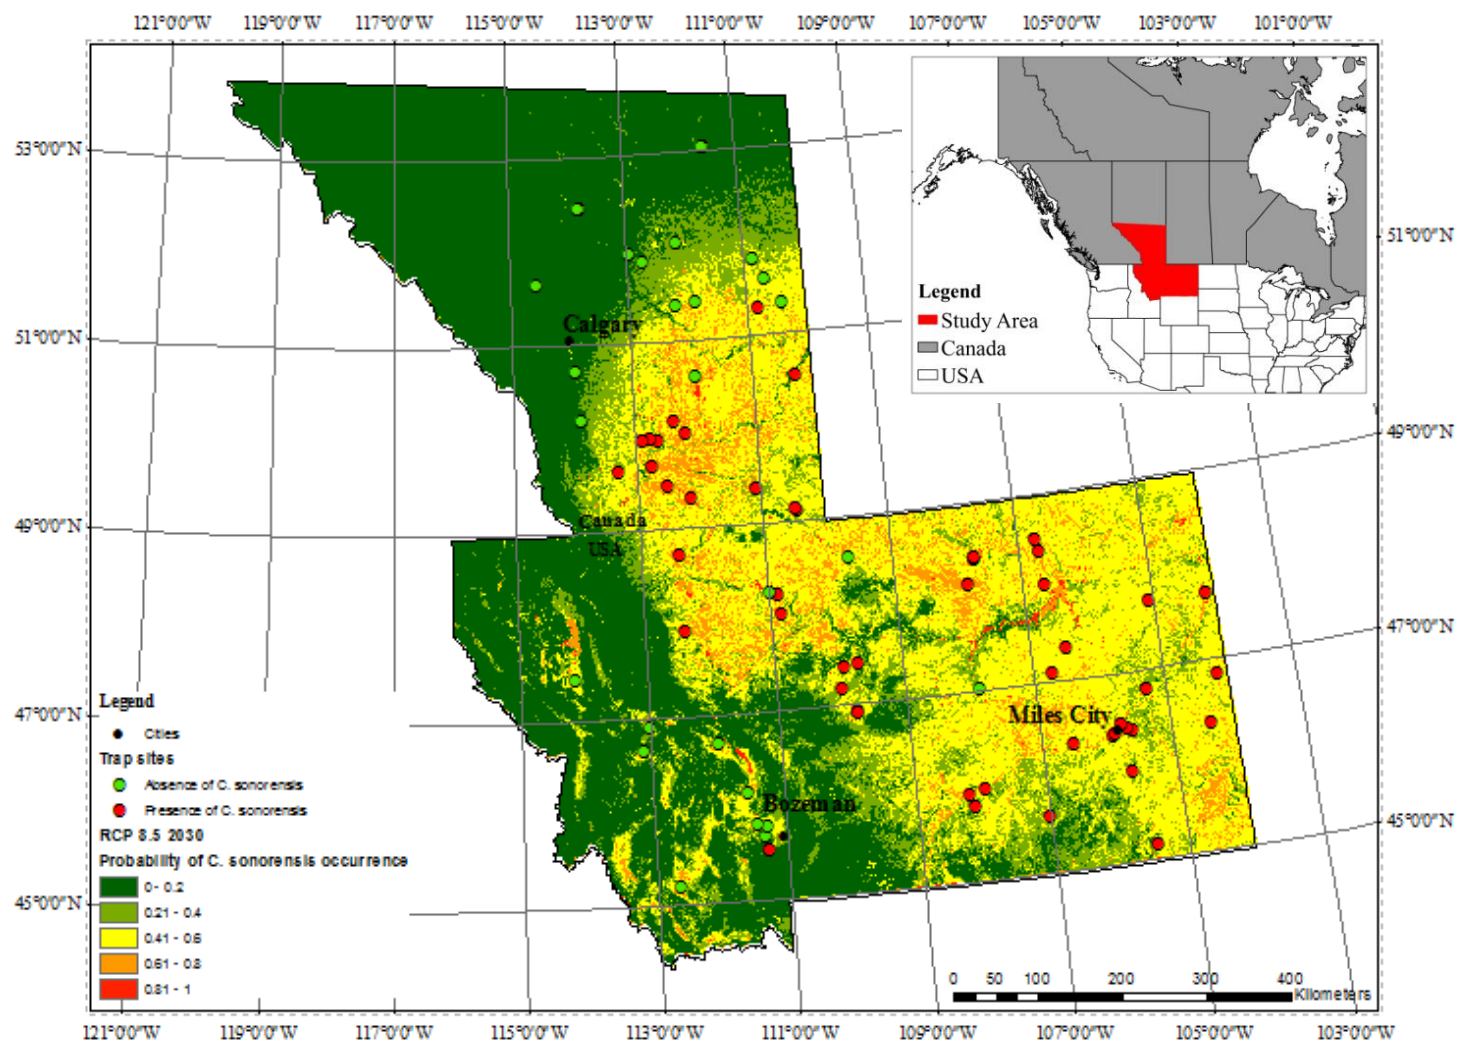 121°0'0"W 119°0'0"W 117°0'0"W 115°0'0"W 113°0'0"W 111°0'0"W 109°0'0"W 107°0'0"W 105°0'0"W 103°0'0"W 101°0'0"W
53°0'0"N
51°0'0"N
Legend
Study Area
Canada
USA
Calgary
51°0'0"N
49°0'0"N
49°0'0"N
Canada
USA
47°0'0"N
47°0'0"N
Miles City
Bozeman
Legend
Cities
Trap sites
Absence of C. sonorensis
Presence of C. sonorensis
RCP 8.5 2030
Probability of C. sonorensis occurrence
0 - 0.2
0.21 - 0.4
0.41 - 0.6
0.61 - 0.8
0.81 - 1
45°0'0"N
45°0'0"N
0 50 100 200 300 400
Kilometers
121°0'0"W 119°0'0"W 117°0'0"W 115°0'0"W 113°0'0"W 111°0'0"W 109°0'0"W 107°0'0"W 105°0'0"W 103°0'0"W